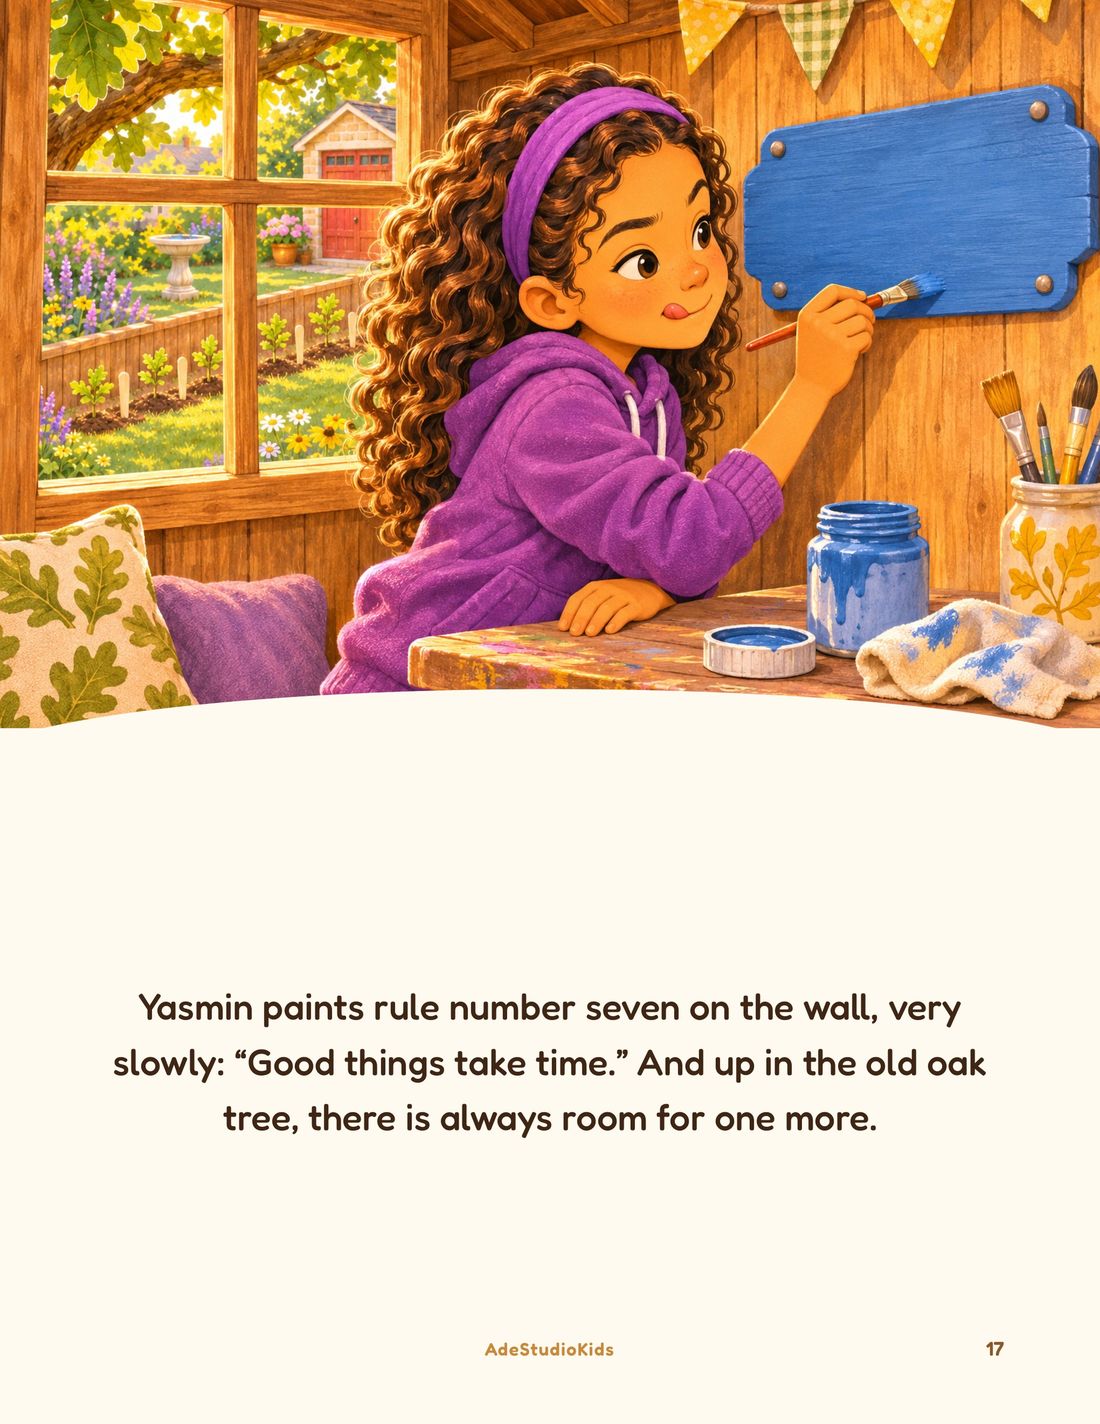 Yasmin paints rule number seven on the wall, very
slowly: “Good things take time.” And up in the old oak
tree, there is always room for one more.
AdeStudioKids
17